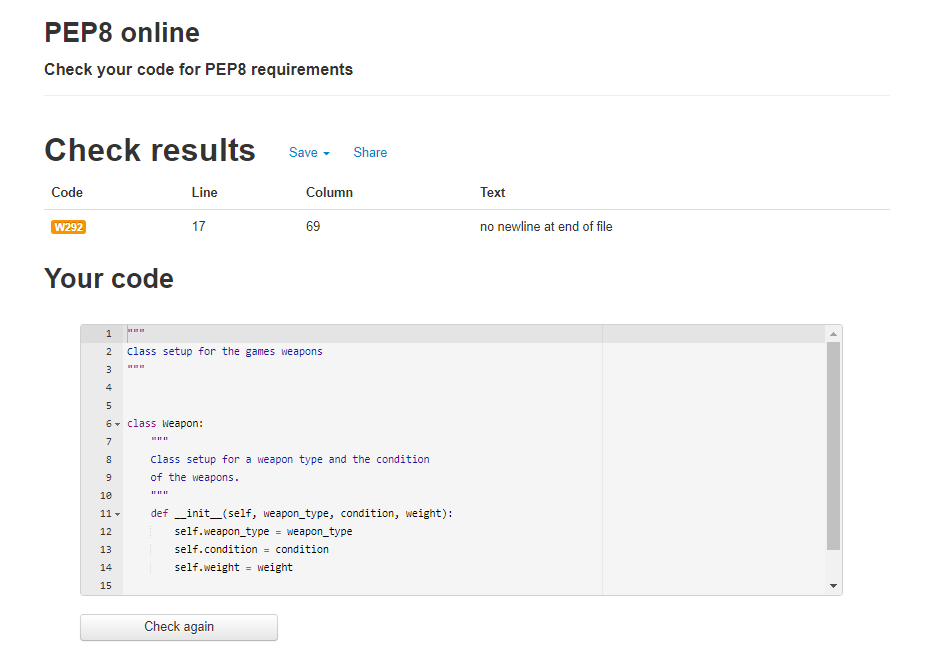 PEP8 online
Check your code for PEP8 requirements
Check results Save Share
Code Line Column Text
W292 17 69 no newline at end of file
Your code
1 """
2 Class setup for the games weapons
3 """
4
5
6 class Weapon:
7 """
8 Class setup for a weapon type and the condition
9 of the weapons.
10 """
11 def __init__(self, weapon_type, condition, weight):
12 self.weapon_type = weapon_type
13 self.condition = condition
14 self.weight = weight
15
Check again